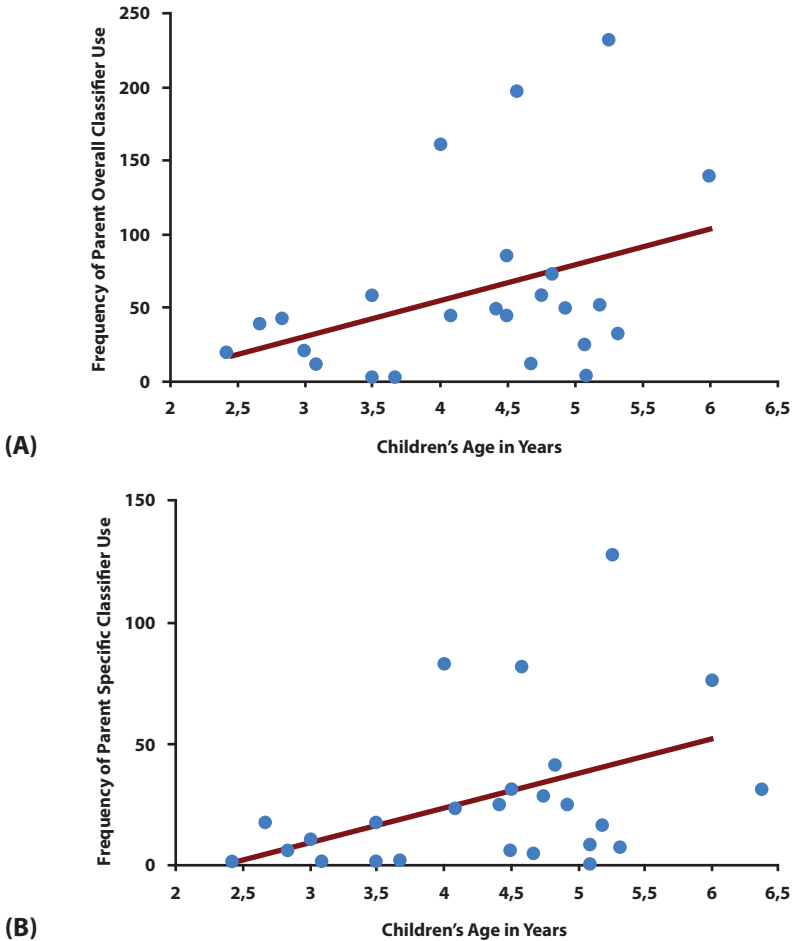 250
200
150
100
50
0
Frequency of Parent Overall Classifier Use
2 2,5 3 3,5 4 4,5 5 5,5 6 6,5
Children’s Age in Years
(A)
150
100
50
0
Frequency of Parent Specific Classifier Use
2 2,5 3 3,5 4 4,5 5 5,5 6 6,5
Children’s Age in Years
(B)